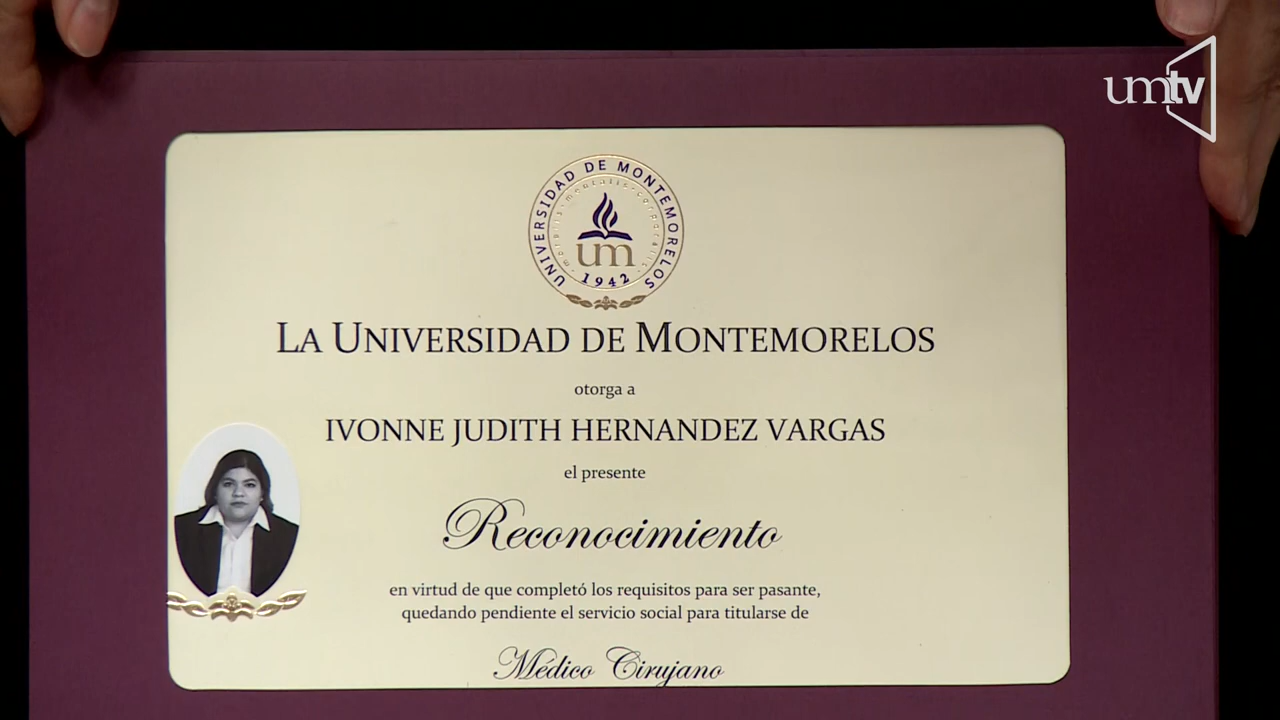 umtv
UNIVERSIDAD DE MONTEMORELOS
um
1942
LA UNIVERSIDAD DE MONTEMORELOS
otorga a
IVONNE JUDITH HERNANDEZ VARGAS
el presente
Reconocimiento
en virtud de que completó los requisitos para ser pasante,
quedando pendiente el servicio social para titularse de
Médico Cirujano